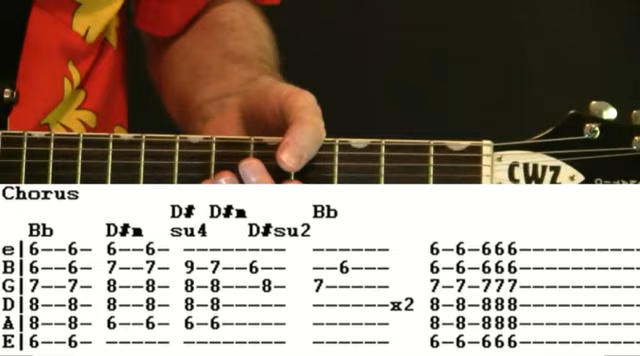 CWZ
Chorus
D# D#m Bb
Bb D#m su4 D#su2
e|6--6- 6--6- ------------ ------ 6-6-666------------
B|6--6- 7--7- 9-7--6------ --6--- 6-6-666------------
G|7--7- 8--8- 8-8---8- 7----- 7-7-777------------
D|8--8- 8--8- 8-8------ ------x2 8-8-888------------
A|8--8- 6--6- 6-6------ ------ 8-8-888------------
E|6--6- ----- --------- ------ 6-6-666------------